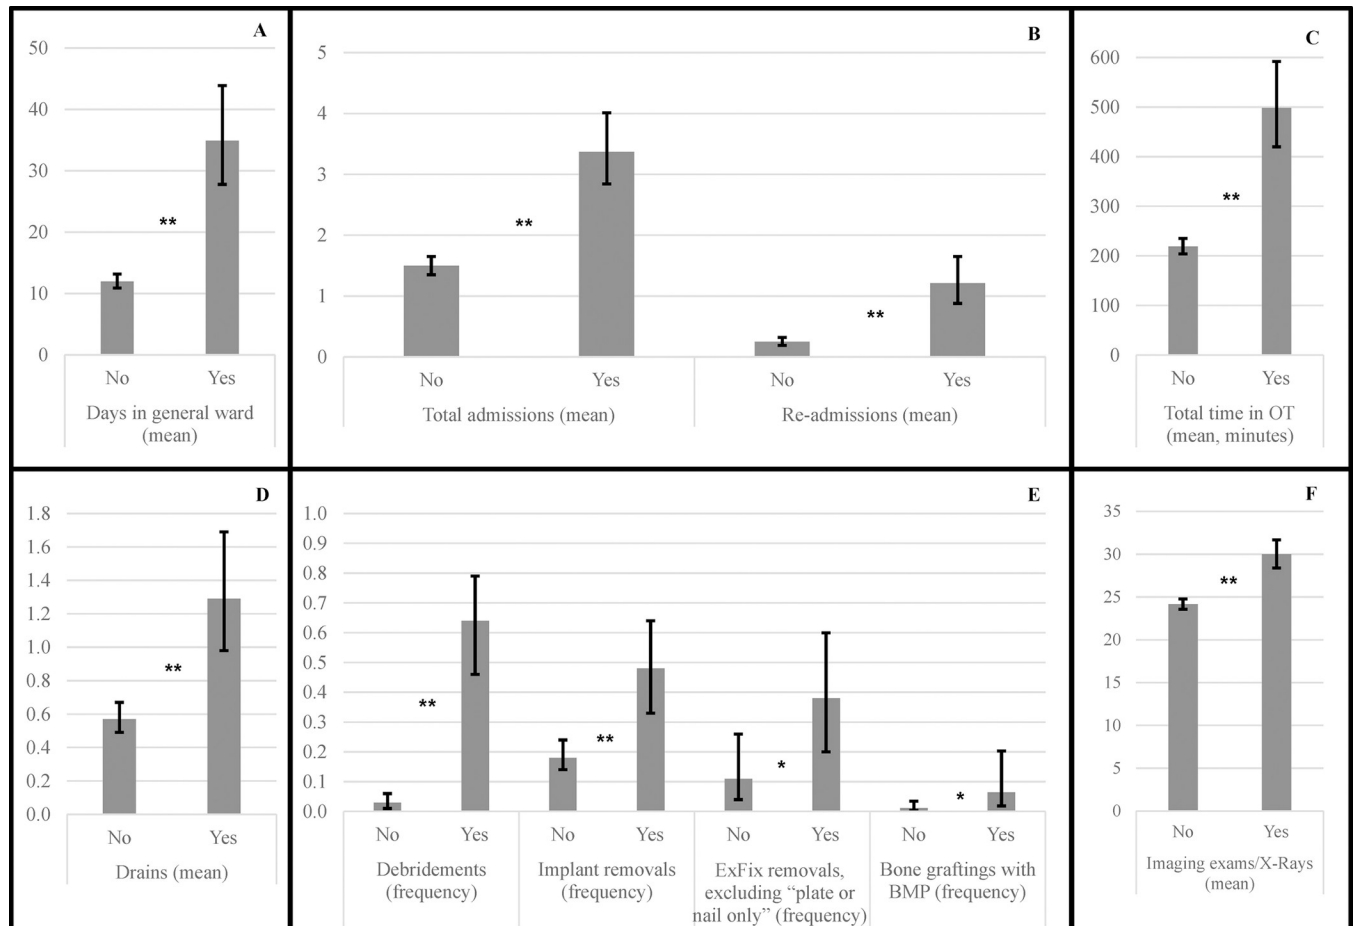 A
50
40
30
20
10
0
**
No Yes
Days in general ward
(mean)
B
5
4
3
2
1
0
**
**
No Yes No Yes
Total admissions (mean) Re-admissions (mean)
C
600
500
400
300
200
100
0
**
No Yes
Total time in OT
(mean, minutes)
D
1.8
1.6
1.4
1.2
1.0
0.8
0.6
0.4
0.2
0.0
**
No Yes
Drains (mean)
E
1.0
0.9
0.8
0.7
0.6
0.5
0.4
0.3
0.2
0.1
0.0
**
**
*
*
No Yes No Yes No Yes No Yes
Debridements
(frequency)
Implant removals
(frequency)
ExFix removals,
excluding “plate or
nail only” (frequency)
Bone graftings with
BMP (frequency)
F
35
30
25
20
15
10
5
0
**
No Yes
Imaging exams/X-Rays
(mean)